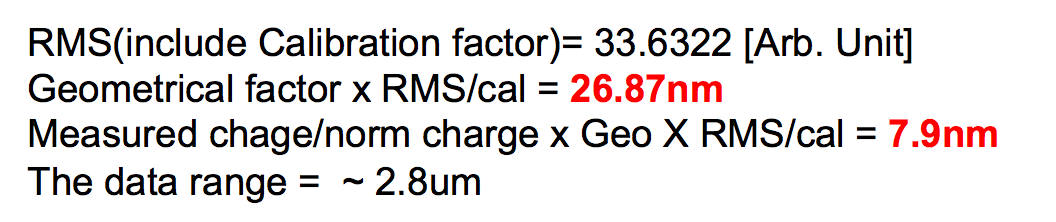 RMS(include Calibration factor)= 33.6322 [Arb. Unit]
Geometrical factor x RMS/cal = 26.87nm
Measured chage/norm charge x Geo X RMS/cal = 7.9nm
The data range = ~ 2.8um